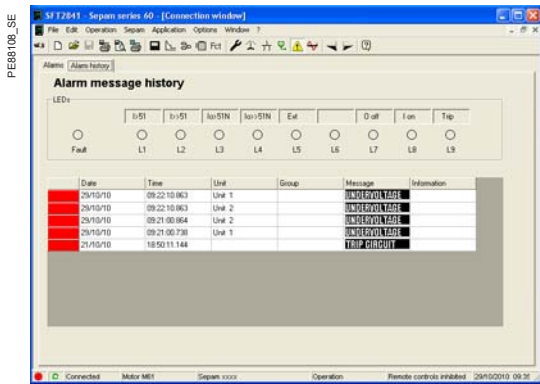 PE88108_SE
SFT2841 - Sepam series 60 - [Connection window]
File Edit Operation Sepam Application Options Window ?
Fct
Alarms Alarm history
Alarm message history
LEDs
I>51 I>>51 Io>51N Io>>51N Ext 0 off I on Trip
Fault L1 L2 L3 L4 L5 L6 L7 L8 L9
Date Time Unit Group Message Information
29/10/10 09:22:10.863 Unit 1 UNDERVOLTAGE
29/10/10 09:22:10.863 Unit 2 UNDERVOLTAGE
29/10/10 09:21:00.864 Unit 2 UNDERVOLTAGE
29/10/10 09:21:00.738 Unit 1 UNDERVOLTAGE
21/10/10 18:50:11.144 TRIP CIRCUIT
Connected Motor M61 Sepam xxxx Operation Remote controls inhibited 29/10/2010